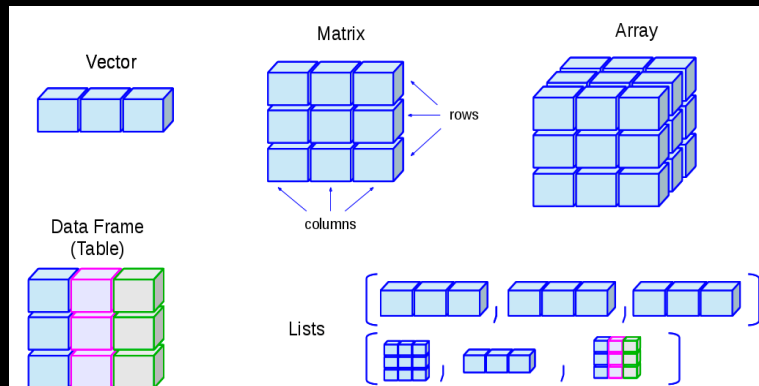 Vector
Matrix
Array
rows
columns
Data Frame
(Table)
Lists